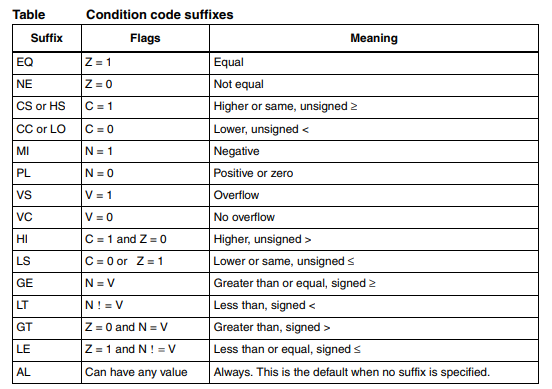 Table Condition code suffixes
Suffix Flags Meaning
EQ Z = 1 Equal
NE Z = 0 Not equal
CS or HS C = 1 Higher or same, unsigned ≥
CC or LO C = 0 Lower, unsigned <
MI N = 1 Negative
PL N = 0 Positive or zero
VS V = 1 Overflow
VC V = 0 No overflow
HI C = 1 and Z = 0 Higher, unsigned >
LS C = 0 or Z = 1 Lower or same, unsigned ≤
GE N = V Greater than or equal, signed ≥
LT N ! = V Less than, signed <
GT Z = 0 and N = V Greater than, signed >
LE Z = 1 and N ! = V Less than or equal, signed ≤
AL Can have any value Always. This is the default when no suffix is specified.